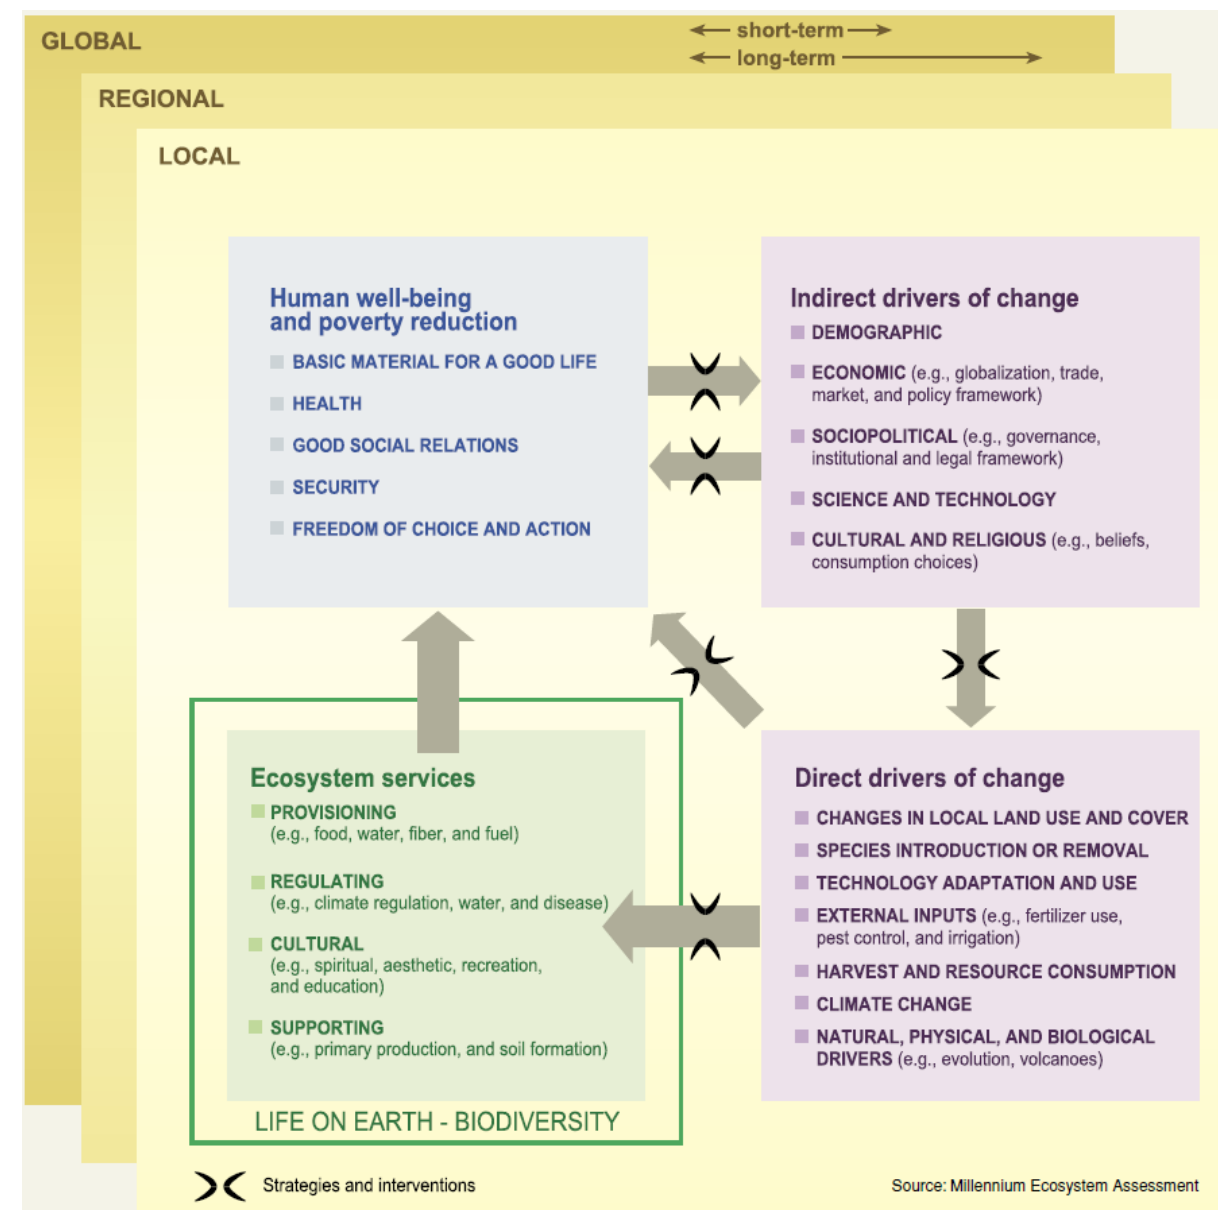 GLOBAL
short-term
long-term
REGIONAL
LOCAL
Human well-being
and poverty reduction
BASIC MATERIAL FOR A GOOD LIFE
HEALTH
GOOD SOCIAL RELATIONS
SECURITY
FREEDOM OF CHOICE AND ACTION
Indirect drivers of change
DEMOGRAPHIC
ECONOMIC (e.g., globalization, trade,
market, and policy framework)
SOCIOPOLITICAL (e.g., governance,
institutional and legal framework)
SCIENCE AND TECHNOLOGY
CULTURAL AND RELIGIOUS (e.g., beliefs,
consumption choices)
Ecosystem services
PROVISIONING
(e.g., food, water, fiber, and fuel)
REGULATING
(e.g., climate regulation, water, and disease)
CULTURAL
(e.g., spiritual, aesthetic, recreation,
and education)
SUPPORTING
(e.g., primary production, and soil formation)
LIFE ON EARTH - BIODIVERSITY
Direct drivers of change
CHANGES IN LOCAL LAND USE AND COVER
SPECIES INTRODUCTION OR REMOVAL
TECHNOLOGY ADAPTATION AND USE
EXTERNAL INPUTS (e.g., fertilizer use,
pest control, and irrigation)
HARVEST AND RESOURCE CONSUMPTION
CLIMATE CHANGE
NATURAL, PHYSICAL, AND BIOLOGICAL
DRIVERS (e.g., evolution, volcanoes)
Strategies and interventions
Source: Millennium Ecosystem Assessment